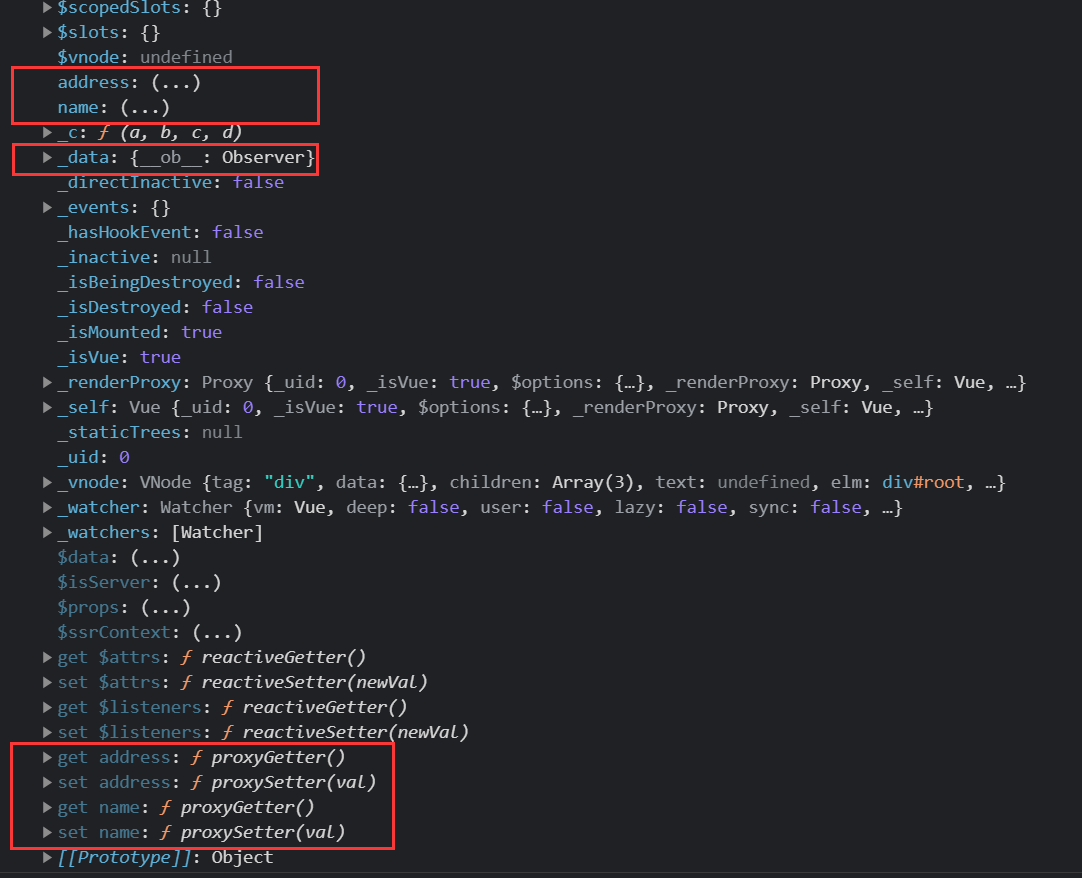 $scopedSlots: {}
$slots: {}
$vnode: undefined
address: (...)
name: (...)
_c: ƒ (a, b, c, d)
_data: {__ob__: Observer}
_directInactive: false
_events: {}
_hasHookEvent: false
_inactive: null
_isBeingDestroyed: false
_isDestroyed: false
_isMounted: true
_isVue: true
_renderProxy: Proxy {_uid: 0, _isVue: true, $options: {…}, _renderProxy: Proxy, _self: Vue, …}
_self: Vue {_uid: 0, _isVue: true, $options: {…}, _renderProxy: Proxy, _self: Vue, …}
_staticTrees: null
_uid: 0
_vnode: VNode {tag: "div", data: {…}, children: Array(3), text: undefined, elm: div#root, …}
_watcher: Watcher {vm: Vue, deep: false, user: false, lazy: false, sync: false, …}
_watchers: [Watcher]
$data: (...)
$isServer: (...)
$props: (...)
$ssrContext: (...)
get $attrs: ƒ reactiveGetter()
set $attrs: ƒ reactiveSetter(newVal)
get $listeners: ƒ reactiveGetter()
set $listeners: ƒ reactiveSetter(newVal)
get address: ƒ proxyGetter()
set address: ƒ proxySetter(val)
get name: ƒ proxyGetter()
set name: ƒ proxySetter(val)
[[Prototype]]: Object